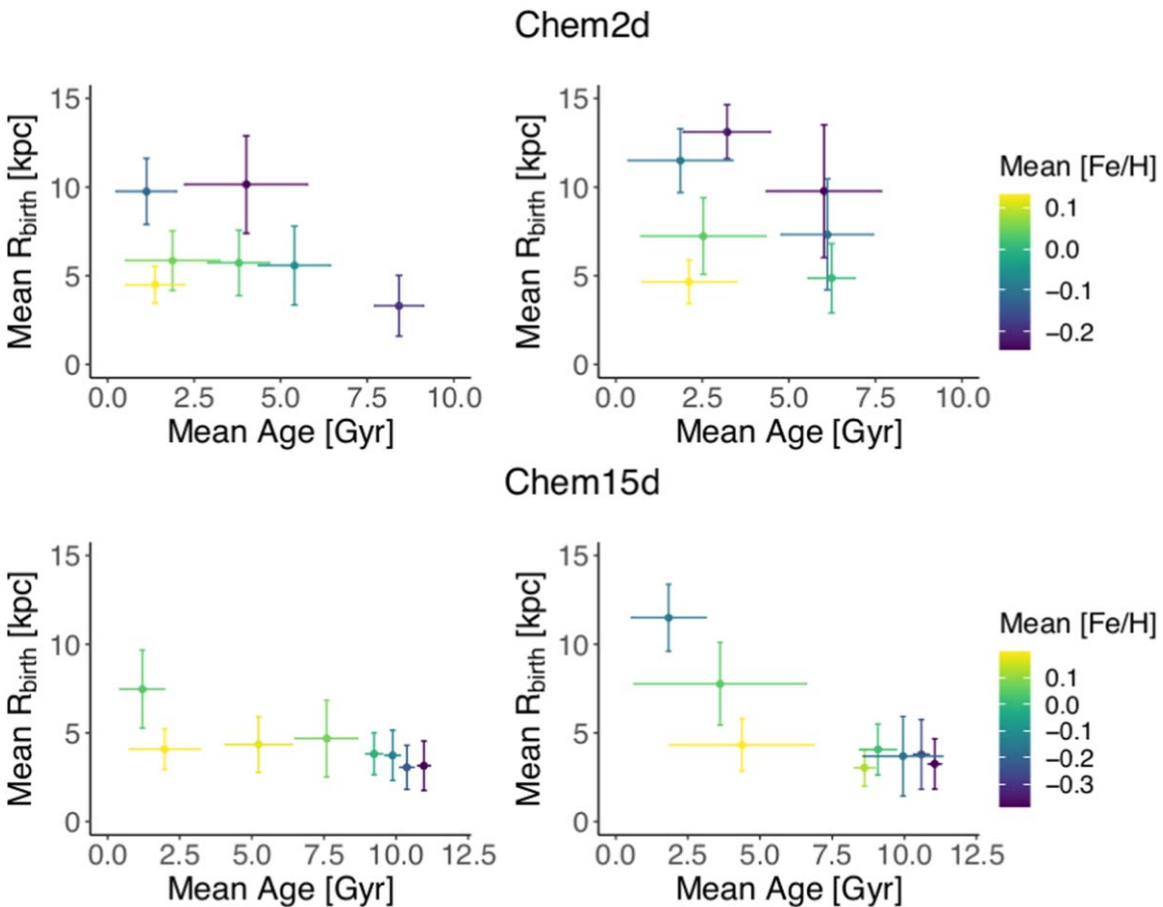 Chem2d
15
10
5
0
Mean R_birth [kpc]
0.0 2.5 5.0 7.5 10.0
Mean Age [Gyr]
15
10
5
0
Mean R_birth [kpc]
0.0 2.5 5.0 7.5 10.0
Mean Age [Gyr]
Mean [Fe/H]
0.1
0.0
−0.1
−0.2
Chem15d
15
10
5
0
Mean R_birth [kpc]
0.0 2.5 5.0 7.5 10.0 12.5
Mean Age [Gyr]
15
10
5
0
Mean R_birth [kpc]
0.0 2.5 5.0 7.5 10.0 12.5
Mean Age [Gyr]
Mean [Fe/H]
0.1
0.0
−0.1
−0.2
−0.3